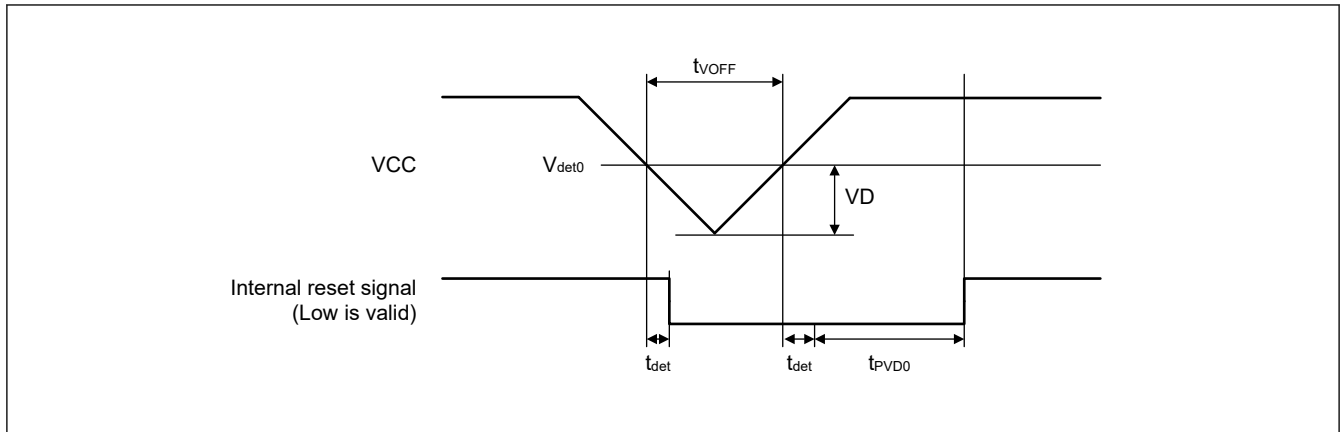 tVOFF
VCC
Vdet0
VD
Internal reset signal
(Low is valid)
tdet
tdet
tPVD0